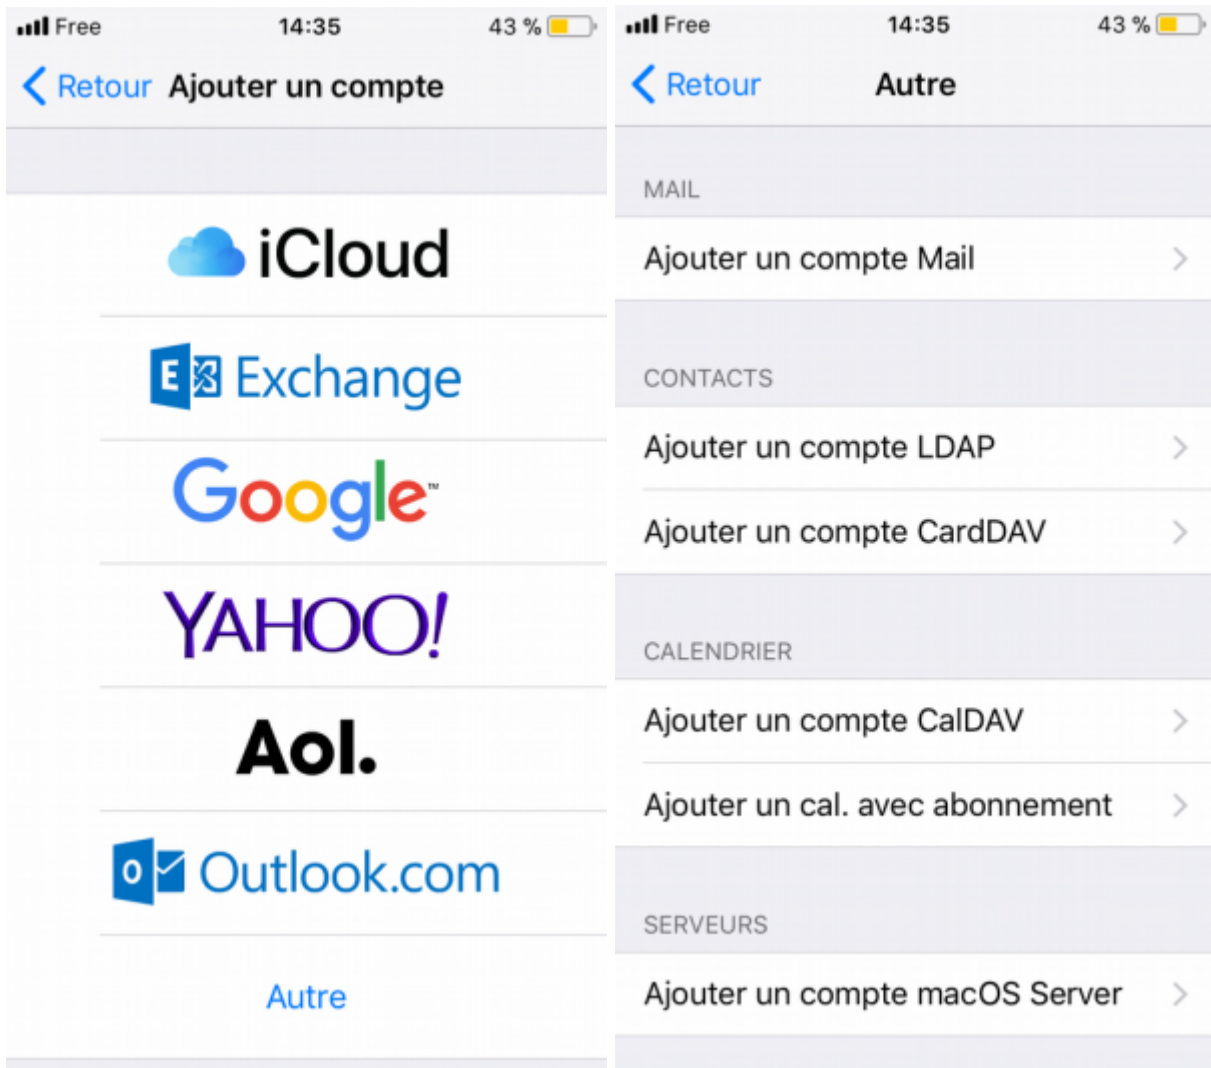 Free 14:35 43 %
Retour Ajouter un compte
iCloud
E Exchange
Google™
YAHOO!
Aol.
o Outlook.com
Autre
Free 14:35 43 %
Retour Autre
MAIL
Ajouter un compte Mail
CONTACTS
Ajouter un compte LDAP
Ajouter un compte CardDAV
CALENDRIER
Ajouter un compte CalDAV
Ajouter un cal. avec abonnement
SERVEURS
Ajouter un compte macOS Server